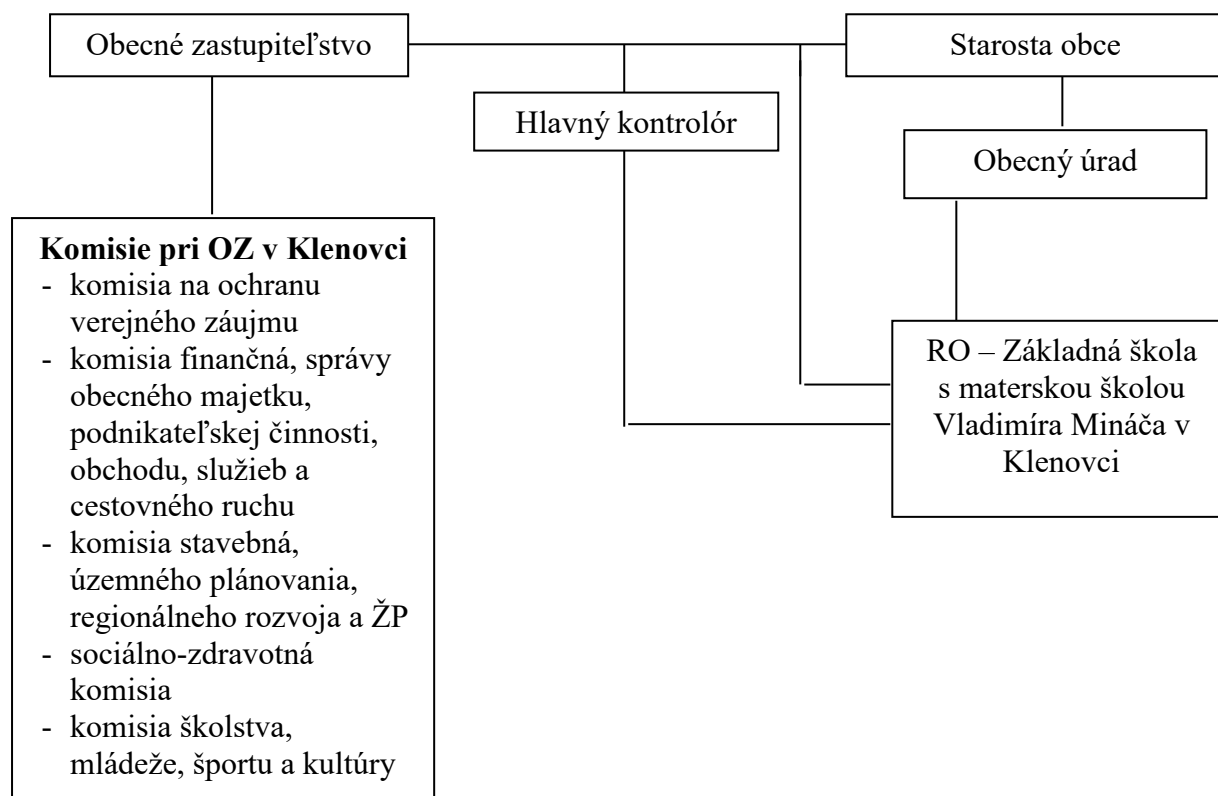 Obecné zastupiteľstvo
Starosta obce
Hlavný kontrolór
Obecný úrad
Komisie pri OZ v Klenovci
- komisia na ochranu
verejného záujmu
- komisia finančná, správy
obecného majetku,
podnikateľskej činnosti,
obchodu, služieb a
cestovného ruchu
- komisia stavebná,
územného plánovania,
regionálneho rozvoja a ŽP
- sociálno-zdravotná
komisia
- komisia školstva,
mládeže, športu a kultúry
RO – Základná škola
s materskou školou
Vladimíra Mináča v
Klenovci